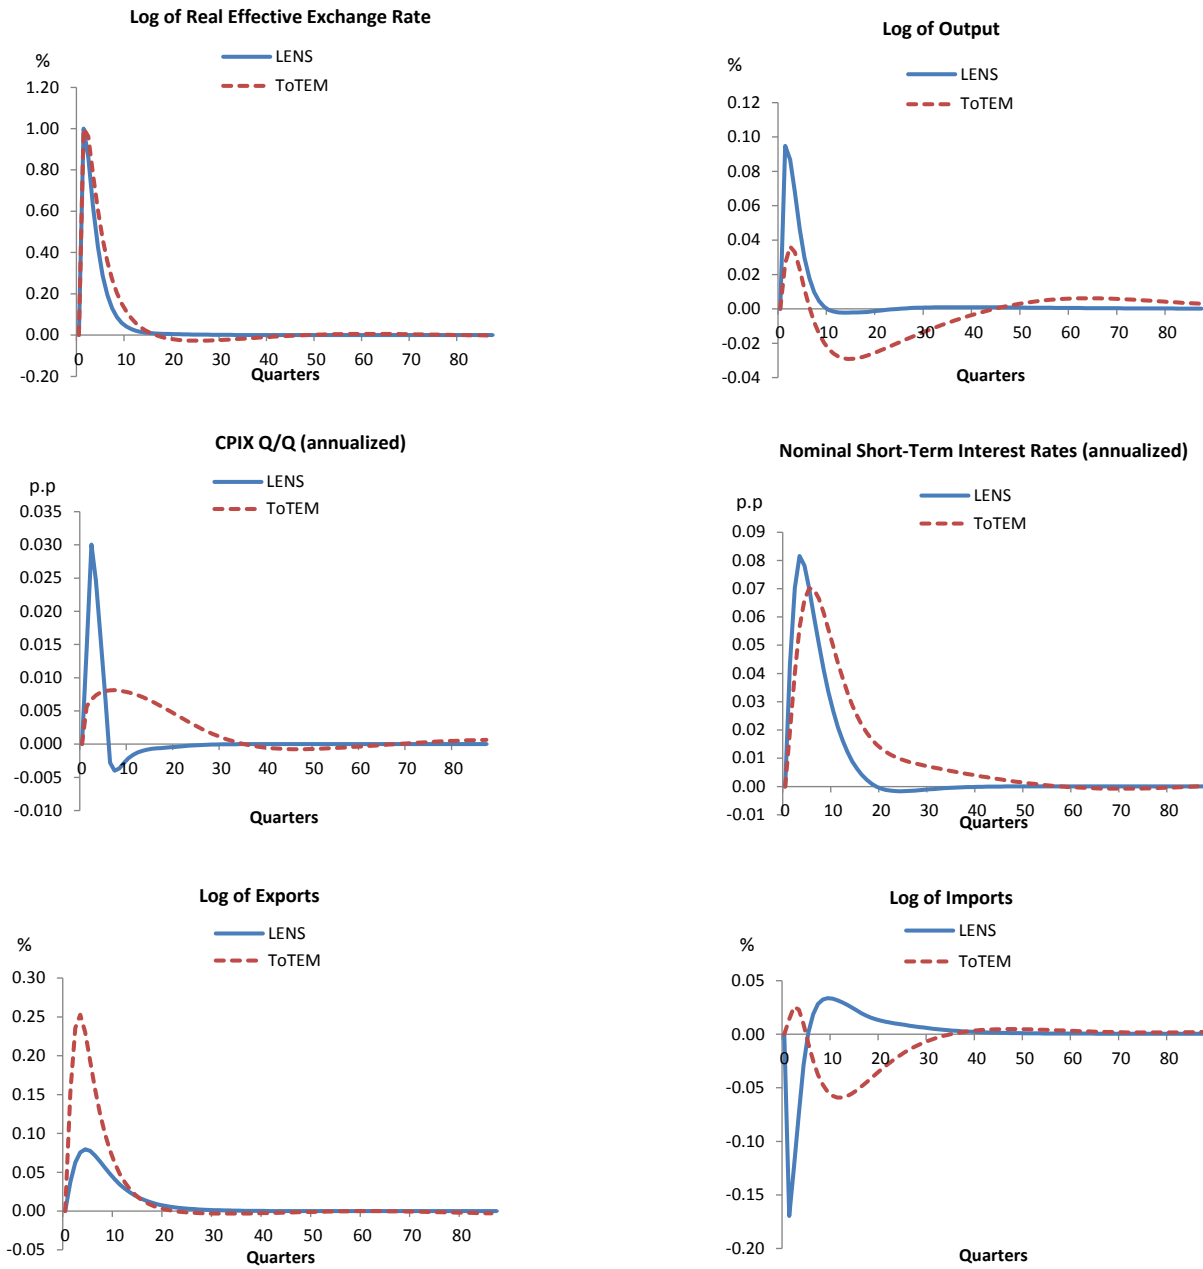 Log of Real Effective Exchange Rate
%
LENS
ToTEM
1.20
1.00
0.80
0.60
0.40
0.20
0.00
-0.20
0 10 20 30 40 50 60 70 80
Quarters
Log of Output
%
LENS
ToTEM
0.12
0.10
0.08
0.06
0.04
0.02
0.00
-0.02
-0.04
0 10 20 30 40 50 60 70 80
Quarters
CPIX Q/Q (annualized)
p.p
LENS
ToTEM
0.035
0.030
0.025
0.020
0.015
0.010
0.005
0.000
-0.005
-0.010
0 10 20 30 40 50 60 70 80
Quarters
Nominal Short-Term Interest Rates (annualized)
p.p
LENS
ToTEM
0.09
0.08
0.07
0.06
0.05
0.04
0.03
0.02
0.01
0.00
-0.01
0 10 20 30 40 50 60 70 80
Quarters
Log of Exports
%
LENS
ToTEM
0.30
0.25
0.20
0.15
0.10
0.05
0.00
-0.05
0 10 20 30 40 50 60 70 80
Quarters
Log of Imports
%
LENS
ToTEM
0.05
0.00
-0.05
-0.10
-0.15
-0.20
0 10 20 30 40 50 60 70 80
Quarters